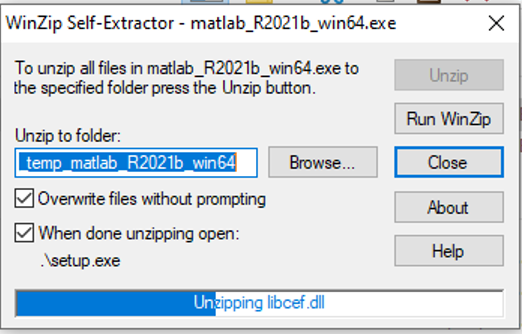 WinZip Self-Extractor - matlab_R2021b_win64.exe
To unzip all files in matlab_R2021b_win64.exe to
the specified folder press the Unzip button.
Unzip to folder:
_temp_matlab_R2021b_win64
Browse...
Overwrite files without prompting
When done unzipping open:
.\setup.exe
Unzip
Run WinZip
Close
About
Help
Unzipping libcef.dll